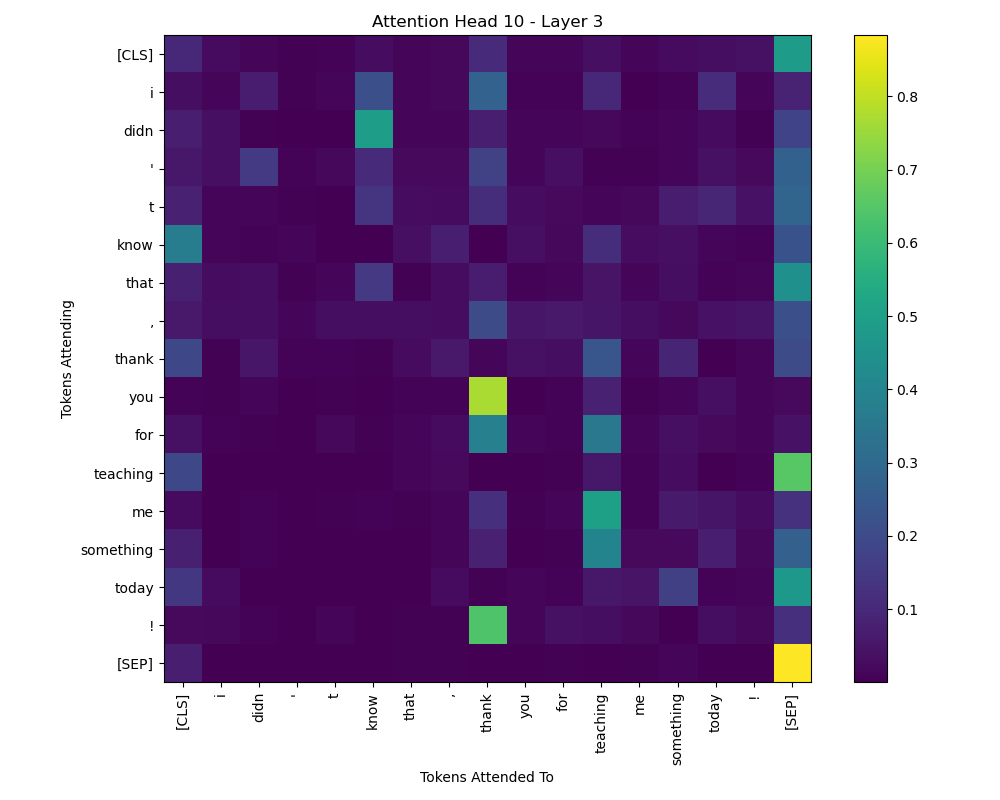 Attention Head 10 - Layer 3
Tokens Attending
[CLS]
i
didn
'
t
know
that
,
thank
you
for
teaching
me
something
today
!
[SEP]
[CLS]
i
didn
'
t
know
that
,
thank
you
for
teaching
me
something
today
!
[SEP]
Tokens Attended To
0.8
0.7
0.6
0.5
0.4
0.3
0.2
0.1